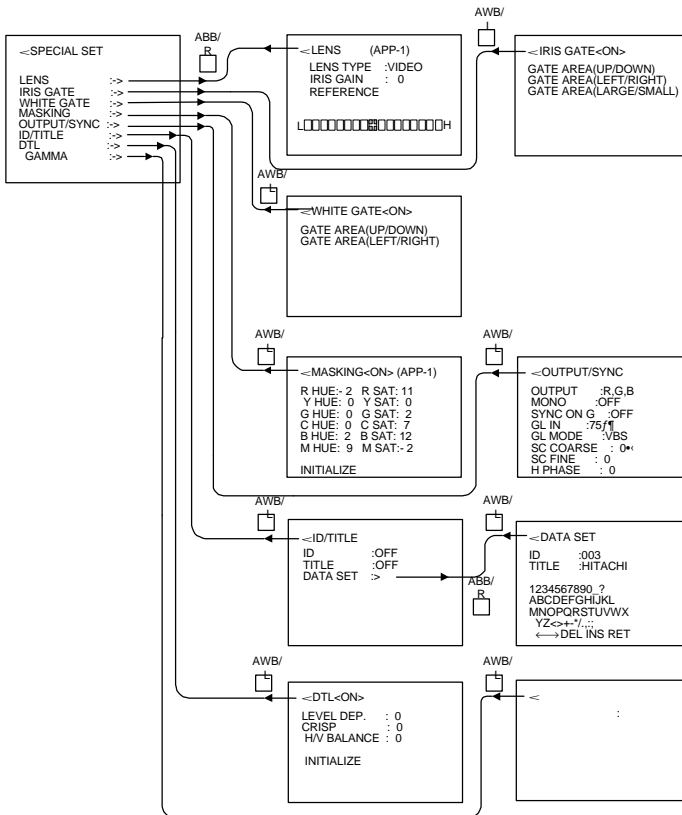 <SPECIAL SET
LENS :->
IRIS GATE :->
WHITE GATE :->
MASKING :->
OUTPUT/SYNC :->
ID/TITLE :->
DTL :->
GAMMA :->
ABB/
R
<LENS (APP-1)
LENS TYPE :VIDEO
IRIS GAIN : 0
REFERENCE
L H
AWB/
L
<IRIS GATE<ON>
GATE AREA(UP/DOWN)
GATE AREA(LEFT/RIGHT)
GATE AREA(LARGE/SMALL)
AWB/
L
<WHITE GATE<ON>
GATE AREA(UP/DOWN)
GATE AREA(LEFT/RIGHT)
AWB/
L
<MASKING<ON> (APP-1)
R HUE:- 2 R SAT: 11
Y HUE: 0 Y SAT: 0
G HUE: 0 G SAT: 2
C HUE: 0 C SAT: 7
B HUE: 2 B SAT: 12
M HUE: 9 M SAT:- 2
INITIALIZE
AWB/
L
<OUTPUT/SYNC
OUTPUT :R,G,B
MONO :OFF
SYNC ON G :OFF
GL IN :75ƒ¶
GL MODE :VBS
SC COARSE : 0•‹
SC FINE : 0
H PHASE : 0
AWB/
L
<ID/TITLE
ID :OFF
TITLE :OFF
DATA SET :>
ABB/
R
AWB/
L
<DATA SET
ID :003
TITLE :HITACHI
1234567890_?
ABCDEFGHIJKL
MNOPQRSTUVWX
YZ<>+-*/.,:;
←→DEL INS RET
AWB/
L
<DTL<ON>
LEVEL DEP. : 0
CRISP : 0
H/V BALANCE : 0
INITIALIZE
AWB/
L
<
: